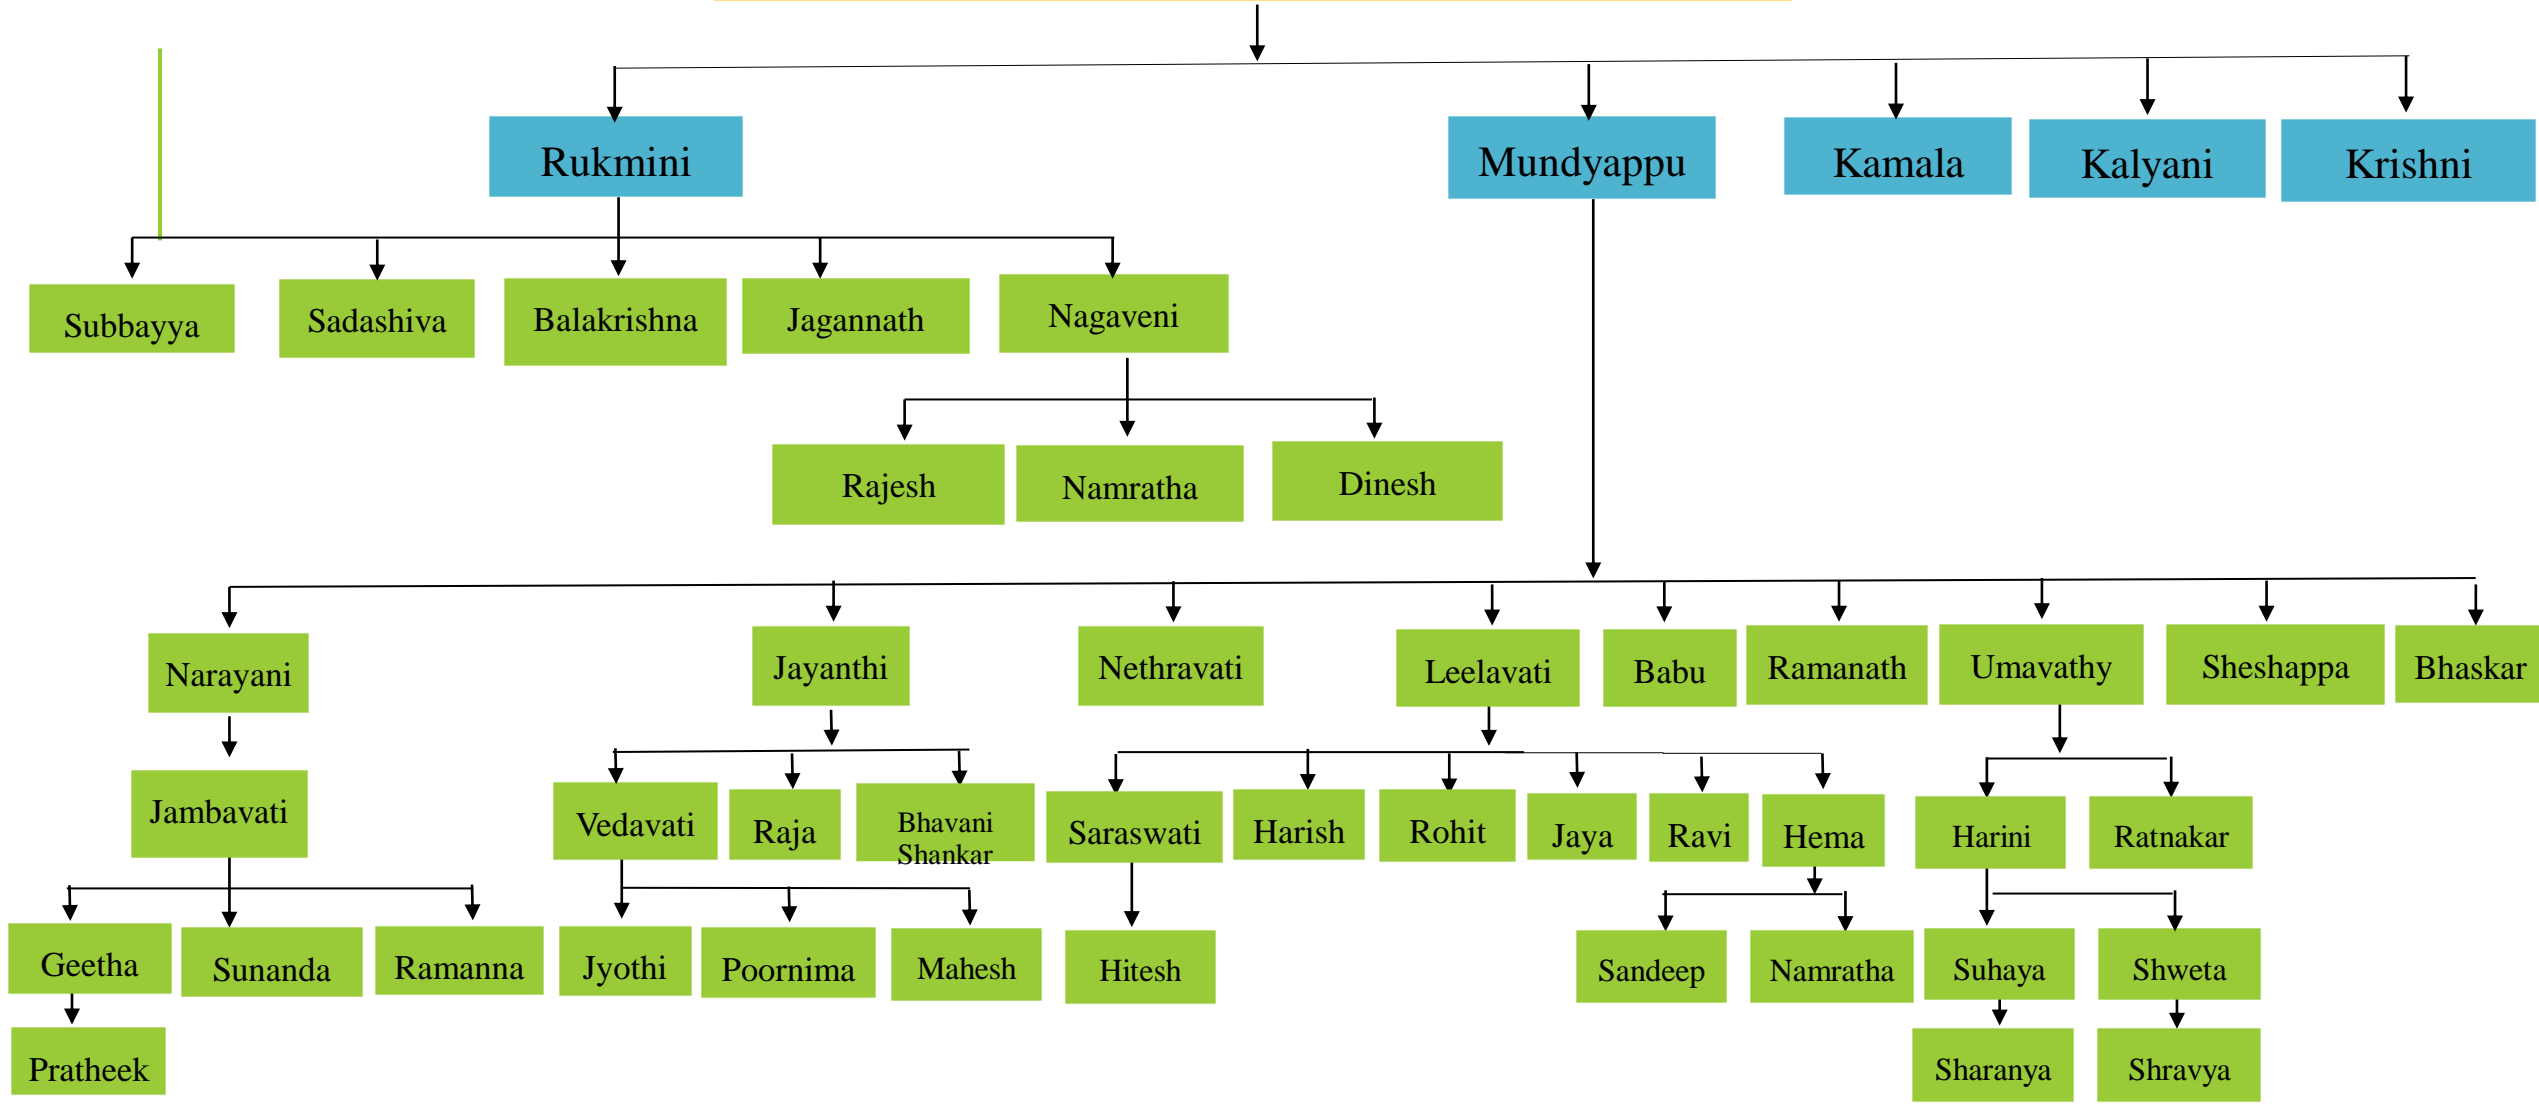 Rukmini
Mundyappu
Kamala
Kalyani
Krishni
Subbayya
Sadashiva
Balakrishna
Jagannath
Nagaveni
Rajesh
Namratha
Dinesh
Narayani
Jayanthi
Nethravati
Leelavati
Babu
Ramanath
Umavathy
Sheshappa
Bhaskar
Jambavati
Vedavati
Raja
Bhavani
Shankar
Saraswati
Harish
Rohit
Jaya
Ravi
Hema
Harini
Ratnakar
Geetha
Sunanda
Ramanna
Jyothi
Poornima
Mahesh
Hitesh
Sandeep
Namratha
Suhaya
Shweta
Pratheek
Sharanya
Shravya